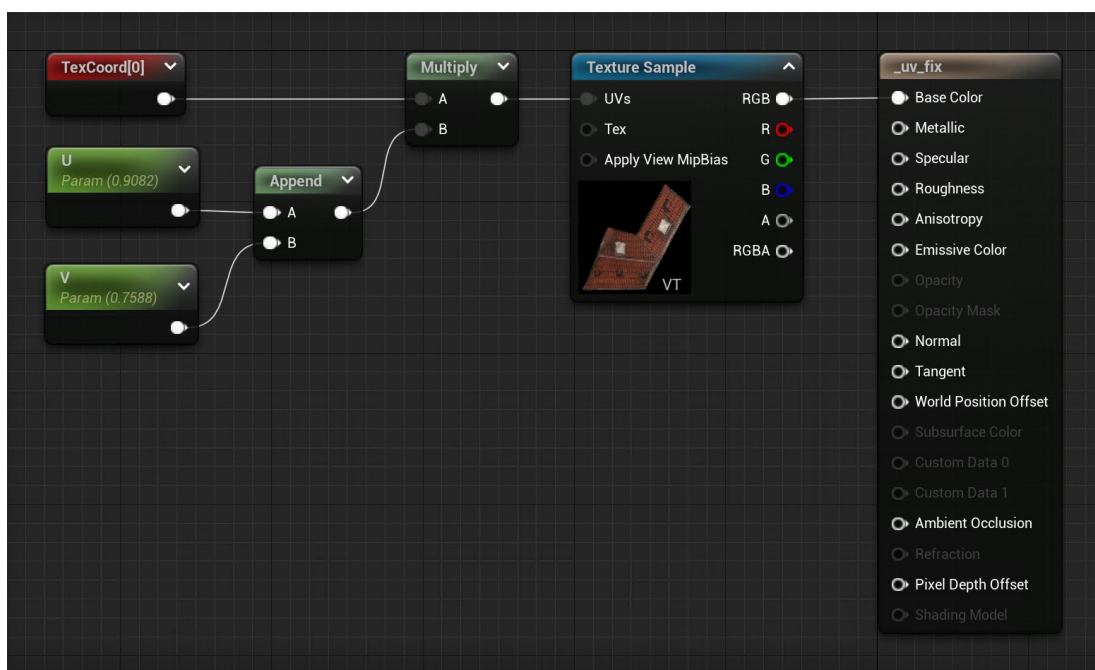 TexCoord[0]
U
Param (0.9082)
V
Param (0.7588)
Append
A
B
Multiply
A
B
Texture Sample
UVs
RGB
Tex
R
Apply View MipBias
G
B
A
RGBA
VT
_uv_fix
Base Color
Metallic
Specular
Roughness
Anisotropy
Emissive Color
Opacity
Opacity Mask
Normal
Tangent
World Position Offset
Subsurface Color
Custom Data 0
Custom Data 1
Ambient Occlusion
Refraction
Pixel Depth Offset
Shading Model